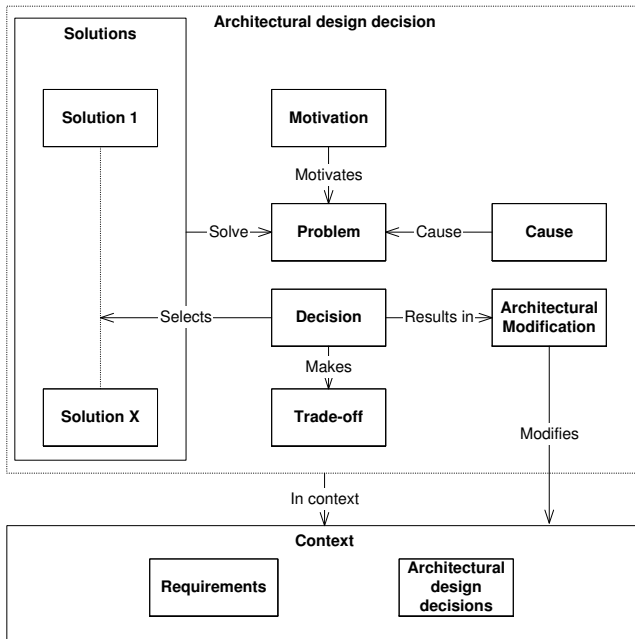 Architectural design decision
Solutions
Solution 1
Motivation
Motivates
Solve
Problem
Cause
Cause
Selects
Decision
Results in
Architectural
Modification
Makes
Solution X
Trade-off
Modifies
In context
Context
Requirements
Architectural
design
decisions